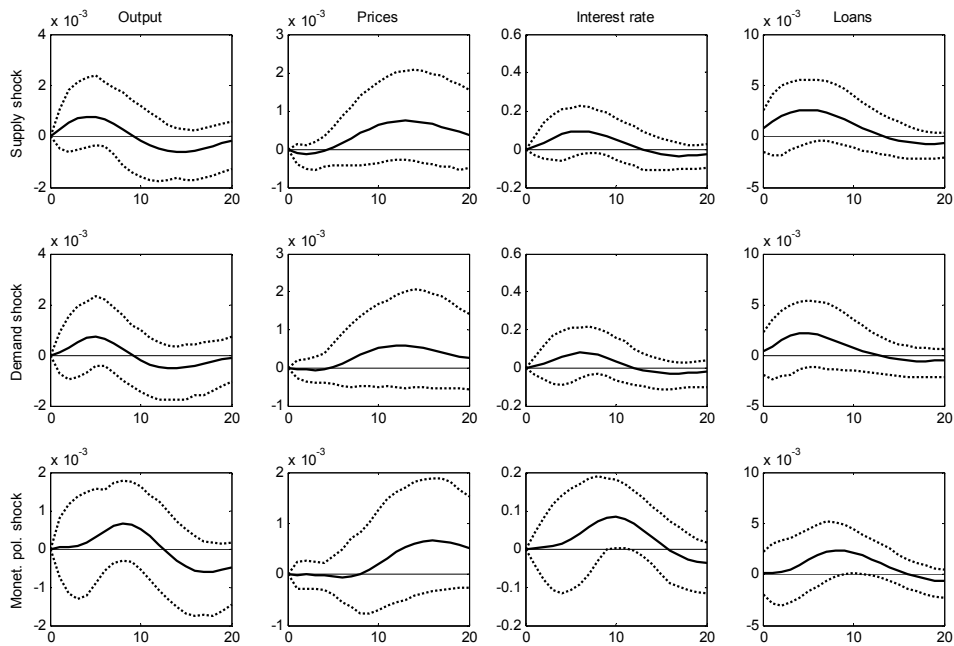 Output Prices Interest rate Loans
x 10⁻³ x 10⁻³ x 10⁻³
Supply shock
4 3 0.6 10
2 2 0.4 5
0 1 0.2 0
-2 0 0 -5
-1 -0.2
0 10 20 0 10 20 0 10 20 0 10 20
x 10⁻³ x 10⁻³ x 10⁻³
Demand shock
4 3 0.6 10
2 2 0.4 5
0 1 0.2 0
-2 0 0 -5
-1 -0.2
0 10 20 0 10 20 0 10 20 0 10 20
x 10⁻³ x 10⁻³ x 10⁻³
Monet. pol. shock
2 2 0.2 10
1 1 0.1 5
0 0 0 0
-1 -1 -0.1 -5
-2 -0.2
0 10 20 0 10 20 0 10 20 0 10 20